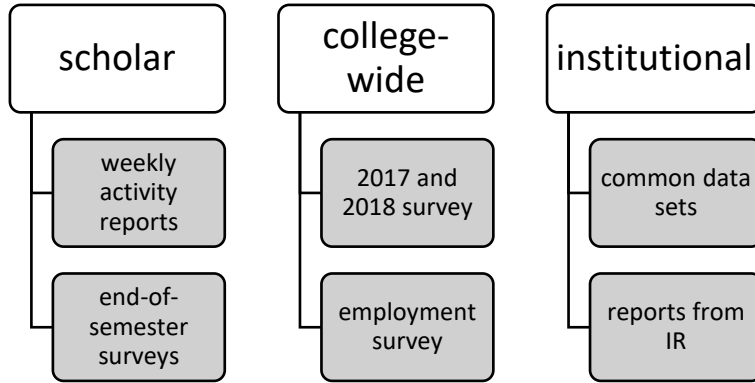 scholar
weekly
activity
reports
end-of-
semester
surveys
college-
wide
2017 and
2018 survey
employment
survey
institutional
common data
sets
reports from
IR